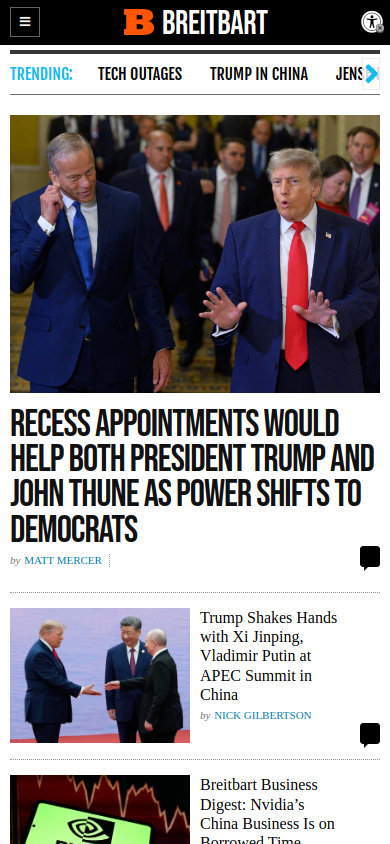 B BREITBART
TRENDING: TECH OUTAGES TRUMP IN CHINA JENS
RECESS APPOINTMENTS WOULD
HELP BOTH PRESIDENT TRUMP AND
JOHN THUNE AS POWER SHIFTS TO
DEMOCRATS
by MATT MERCER
Trump Shakes Hands
with Xi Jinping,
Vladimir Putin at
APEC Summit in
China
by NICK GILBERTSON
Breitbart Business
Digest: Nvidia’s
China Business Is on
Borrowed Time